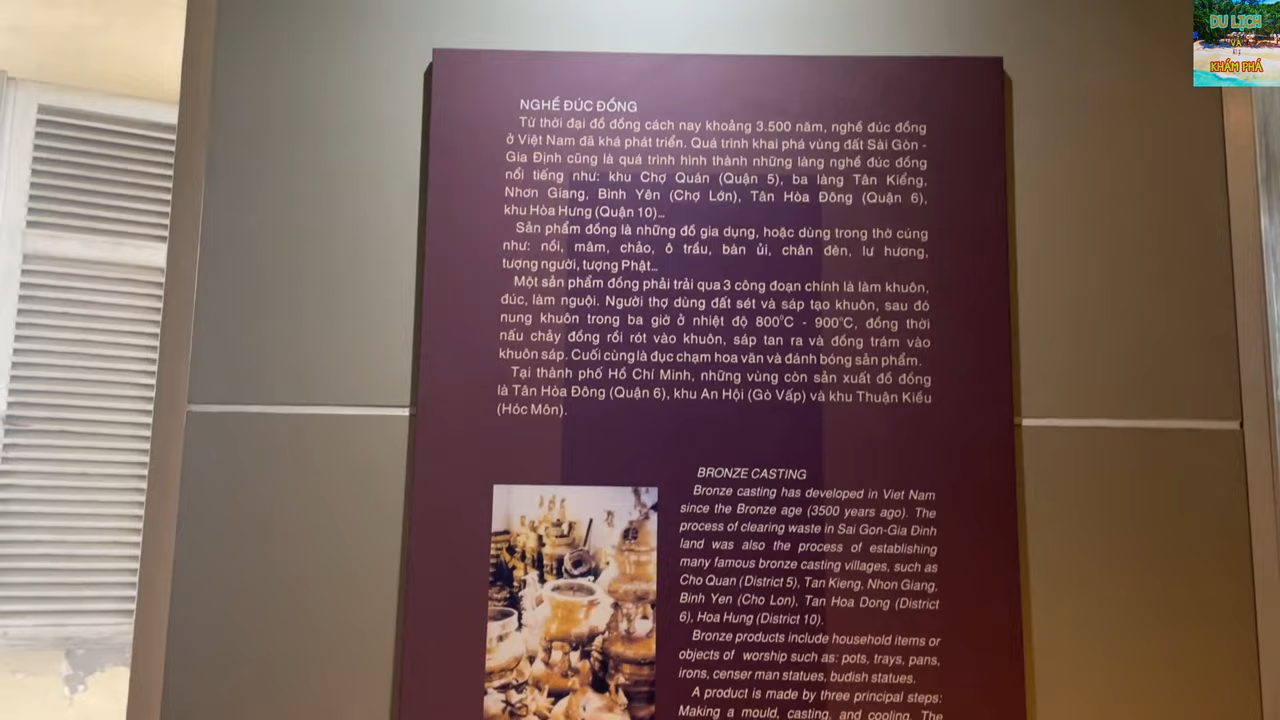 DU LỊCH
VÀ
KHÁM PHÁ
NGHỀ ĐÚC ĐỒNG
Từ thời đại đồ đồng cách nay khoảng 3.500 năm, nghề đúc đồng
ở Việt Nam đã khá phát triển. Quá trình khai phá vùng đất Sài Gòn -
Gia Định cũng là quá trình hình thành những làng nghề đúc đồng
nổi tiếng như: khu Chợ Quán (Quận 5), ba làng Tân Kiểng,
Nhơn Giang, Bình Yên (Chợ Lớn), Tân Hòa Đông (Quận 6),
khu Hòa Hưng (Quận 10)...
Sản phẩm đồng là những đồ gia dụng, hoặc dùng trong thờ cúng
như: nồi, mâm, chảo, ô trầu, bàn ủi, chân đèn, lư hương,
tượng người, tượng Phật...
Một sản phẩm đồng phải trải qua 3 công đoạn chính là làm khuôn,
đúc, làm nguội. Người thợ dùng đất sét và sáp tạo khuôn, sau đó
nung khuôn trong ba giờ ở nhiệt độ 800°C - 900°C, đồng thời
nấu chảy đồng rồi rót vào khuôn, sáp tan ra và đồng trám vào
khuôn sáp. Cuối cùng là đục chạm hoa văn và đánh bóng sản phẩm.
Tại thành phố Hồ Chí Minh, những vùng còn sản xuất đồ đồng
là Tân Hòa Đông (Quận 6), khu An Hội (Gò Vấp) và khu Thuận Kiều
(Hóc Môn).
BRONZE CASTING
Bronze casting has developed in Viet Nam
since the Bronze age (3500 years ago). The
process of clearing waste in Sai Gon-Gia Đinh
land was also the process of establishing
many famous bronze casting villages, such as
Cho Quan (District 5), Tan Kieng, Nhon Giang,
Binh Yen (Cho Lon), Tan Hoa Dong (District
6), Hoa Hung (District 10).
Bronze products include household items or
objects of worship such as: pots, trays, pans,
irons, censer man statues, budish statues.
A product is made by three principal steps:
Making a mould, casting, and cooling. The